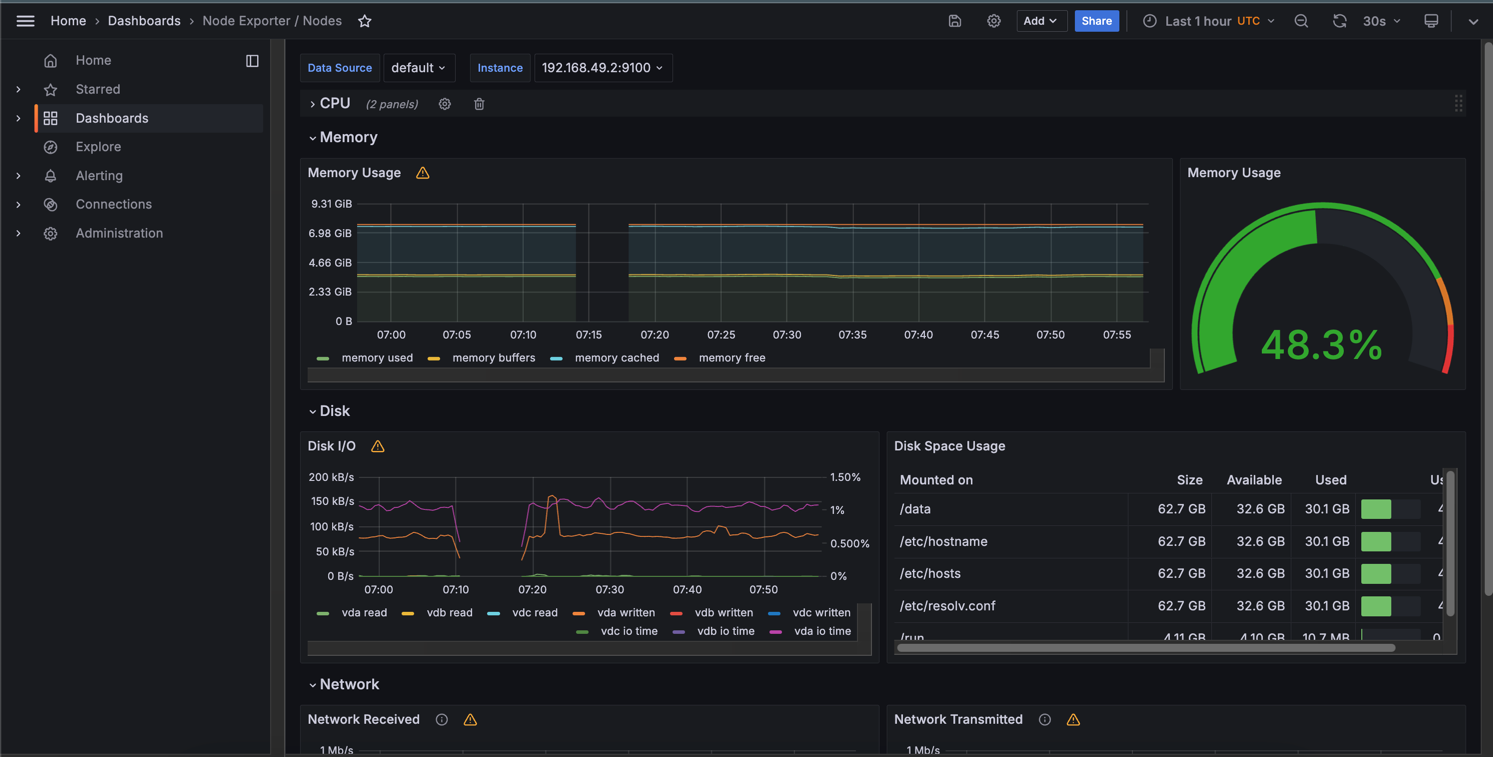 Home › Dashboards › Node Exporter / Nodes
Add
Share
Last 1 hour UTC
30s
Home
Starred
Dashboards
Explore
Alerting
Connections
Administration
Data Source default Instance 192.168.49.2:9100
CPU (2 panels)
Memory
Memory Usage
9.31 GiB
6.98 GiB
4.66 GiB
2.33 GiB
0 B
07:00 07:05 07:10 07:15 07:20 07:25 07:30 07:35 07:40 07:45 07:50 07:55
memory used memory buffers memory cached memory free
Memory Usage
48.3%
Disk
Disk I/O
200 kB/s
150 kB/s
100 kB/s
50 kB/s
0 B/s
1.50%
1%
0.500%
0%
07:00 07:10 07:20 07:30 07:40 07:50
vda read vdb read vdc read vda written vdb written vdc written
vdc io time vdb io time vda io time
Disk Space Usage
Mounted on Size Available Used Us
/data 62.7 GB 32.6 GB 30.1 GB 4
/etc/hostname 62.7 GB 32.6 GB 30.1 GB 4
/etc/hosts 62.7 GB 32.6 GB 30.1 GB 4
/etc/resolv.conf 62.7 GB 32.6 GB 30.1 GB 4
/run 4.11 GB 4.10 GB 10.7 MB 0
Network
Network Received
1 Mb/s
Network Transmitted
1 Mb/s